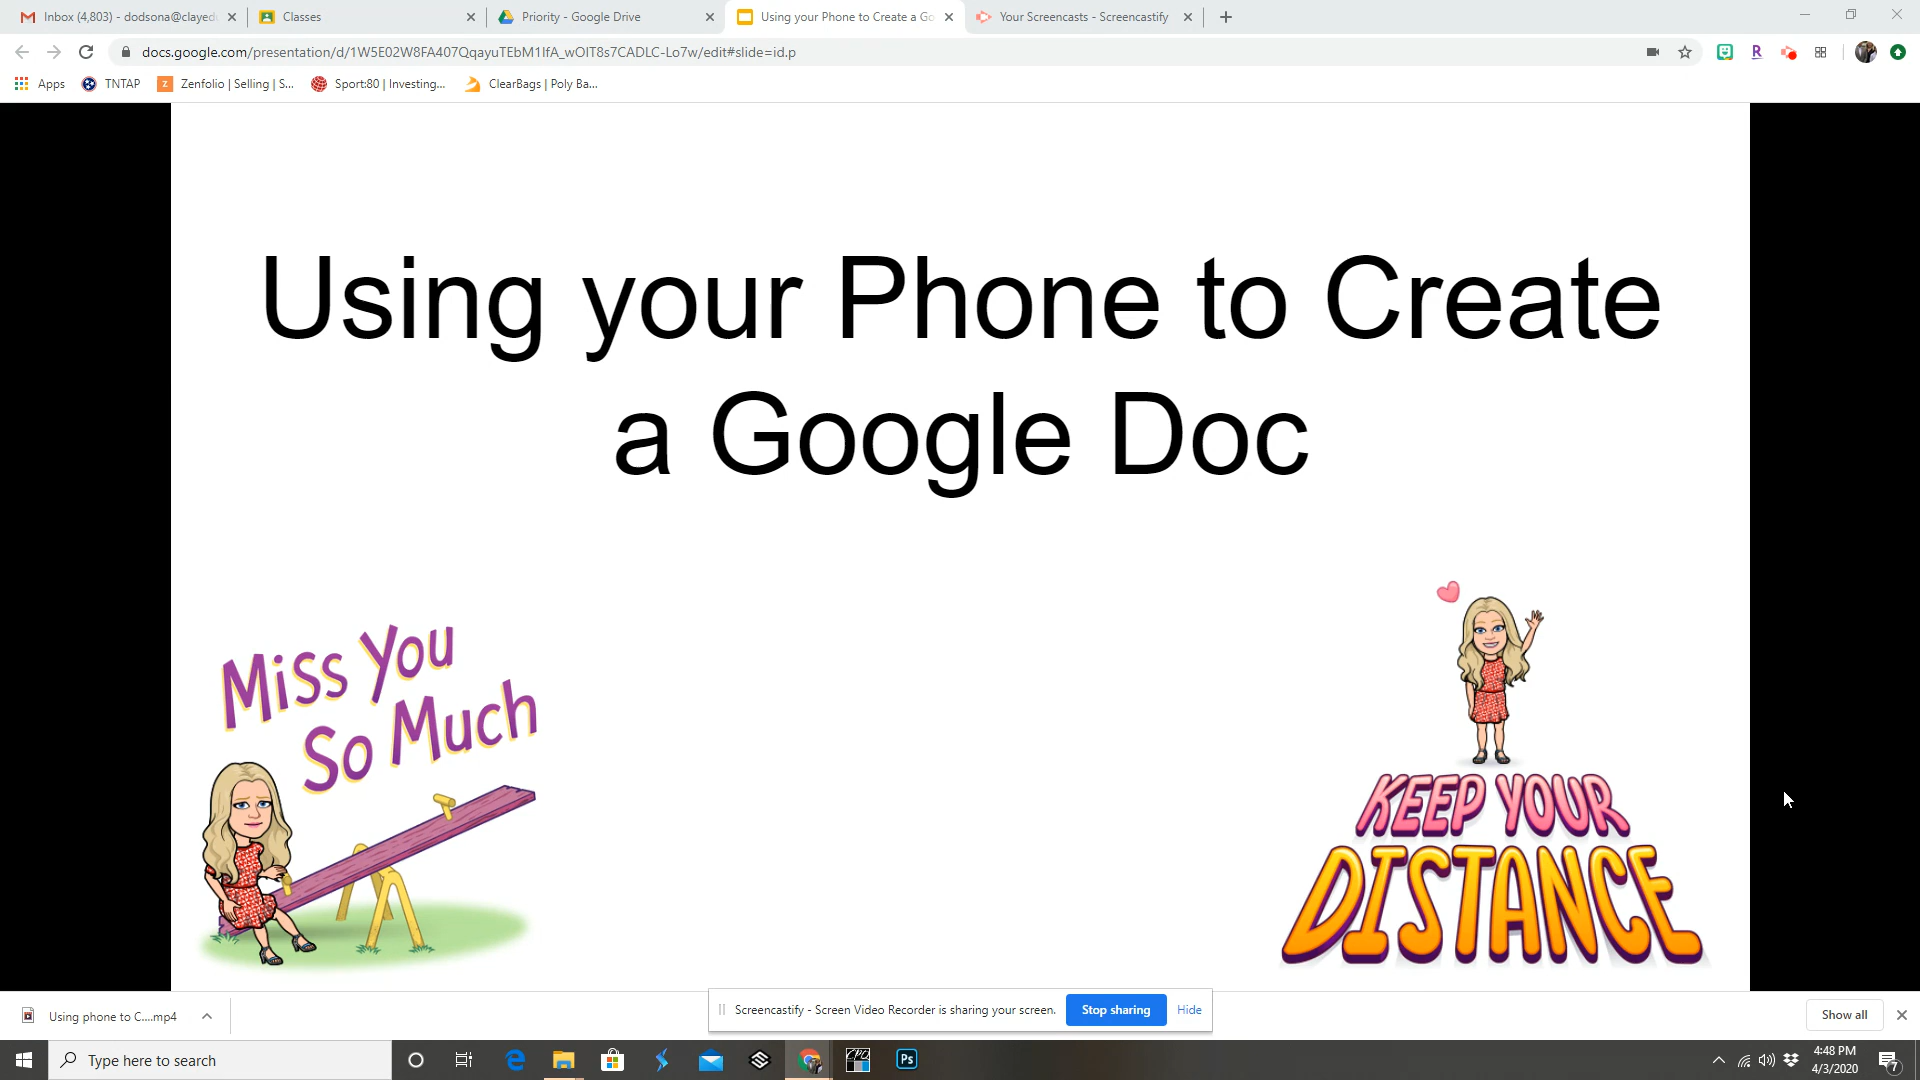 Inbox (4,803) - dodsona@clayed
Classes
Priority - Google Drive
Using your Phone to Create a Go
Your Screencasts - Screencastify
docs.google.com/presentation/d/1W5E02W8FA407QqayuTEbM1IfA_wOIT8s7CADLC-Lo7w/edit#slide=id.p
R
Apps
TNTAP
Z
Zenfolio | Selling | S...
Sport:80 | Investing...
ClearBags | Poly Ba...
Using your Phone to Create
a Google Doc
Miss You
So Much
KEEP YOUR
DISTANCE
Using phone to C....mp4
Screencastify - Screen Video Recorder is sharing your screen.
Stop sharing
Hide
Show all
Type here to search
CPO
Ps
4:48 PM
4/3/2020
7